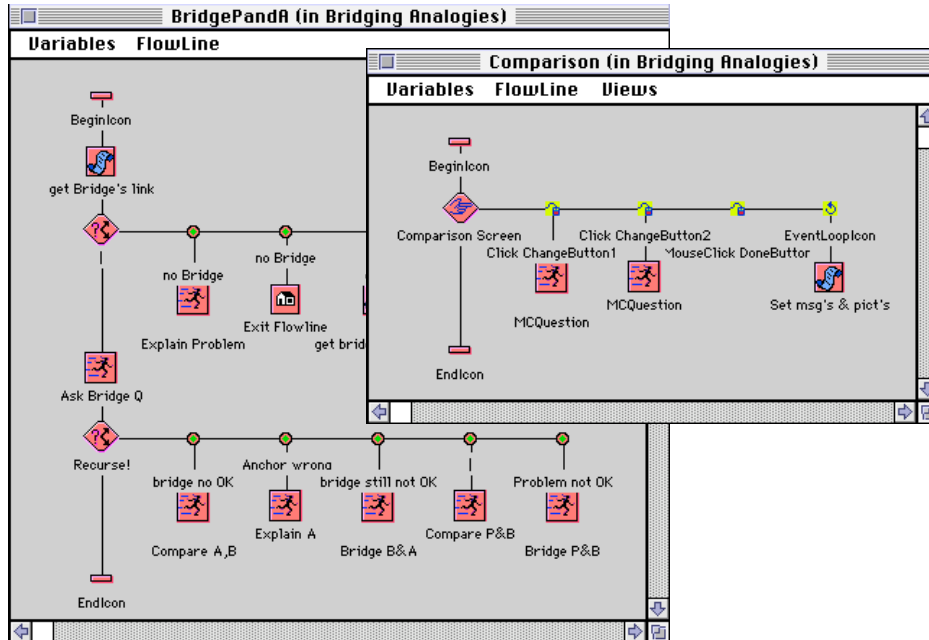 BridgePandA (in Bridging Analogies)
Variables FlowLine
BeginIcon
get Bridge's link
no Bridge
no Bridge
Exit Flowline
Explain Problem
get brid
Ask Bridge Q
Recurse!
Anchor wrong
bridge no OK
bridge still not OK
Problem not OK
Explain A
Compare P&B
Compare A,B
Bridge B&A
Bridge P&B
EndIcon
Comparison (in Bridging Analogies)
Variables FlowLine Views
BeginIcon
Comparison Screen
Click ChangeButton2
EventLoopIcon
Click ChangeButton1
MouseClick DoneButtor
MCQuestion
Set msg's & pict's
MCQuestion
EndIcon